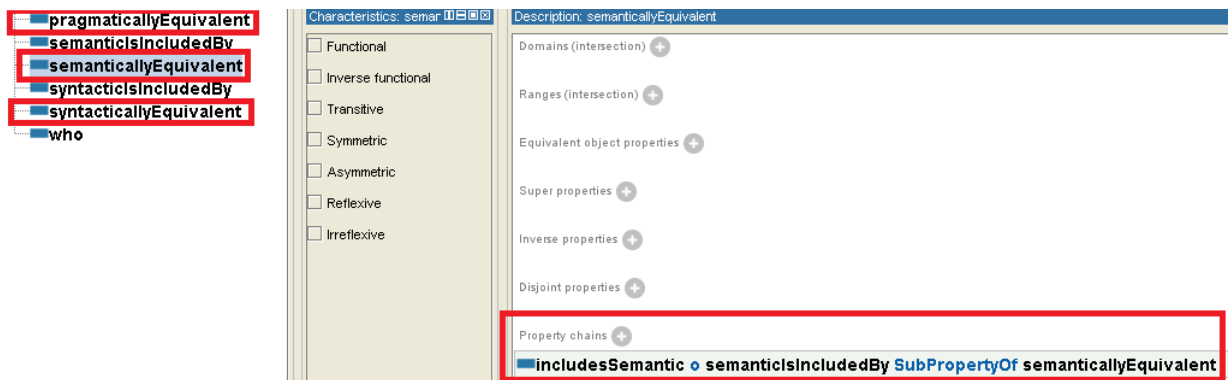 pragmaticallyEquivalent
semanticIsIncludedBy
semanticallyEquivalent
syntacticIsIncludedBy
syntacticallyEquivalent
who
Characteristics: semar
Functional
Inverse functional
Transitive
Symmetric
Asymmetric
Reflexive
Irreflexive
Description: semanticallyEquivalent
Domains (intersection)
Ranges (intersection)
Equivalent object properties
Super properties
Inverse properties
Disjoint properties
Property chains
includesSemantic o semanticIsIncludedBy SubPropertyOf semanticallyEquivalent